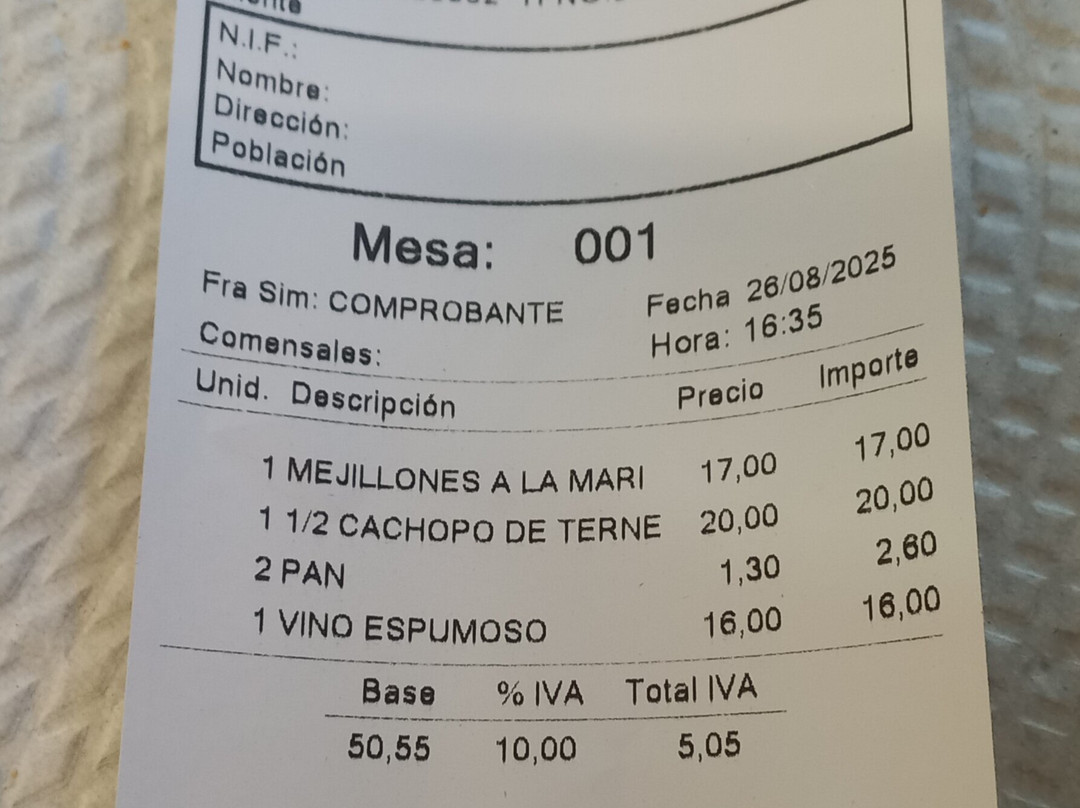 N.I.F.:
Nombre:
Dirección:
Población
Mesa: 001
Fra Sim: COMPROBANTE Fecha 26/08/2025
Comensales: Hora: 16:35
Unid. Descripción Precio Importe
1 MEJILLONES A LA MARI 17,00 17,00
1 1/2 CACHOPO DE TERNE 20,00 20,00
2 PAN 1,30 2,60
1 VINO ESPUMOSO 16,00 16,00
Base % IVA Total IVA
50,55 10,00 5,05